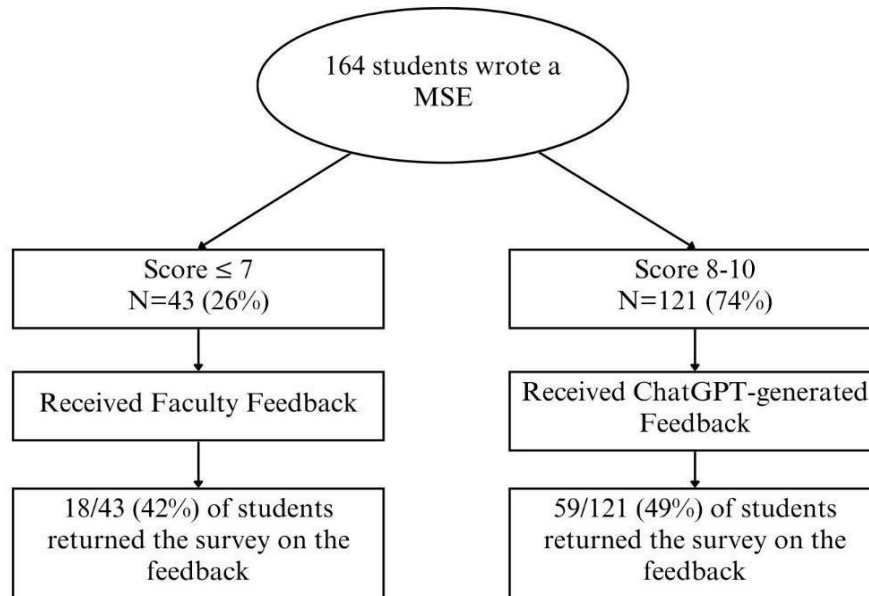 164 students wrote a
MSE
Score ≤ 7
N=43 (26%)
Score 8-10
N=121 (74%)
Received Faculty Feedback
Received ChatGPT-generated
Feedback
18/43 (42%) of students
returned the survey on the
feedback
59/121 (49%) of students
returned the survey on the
feedback